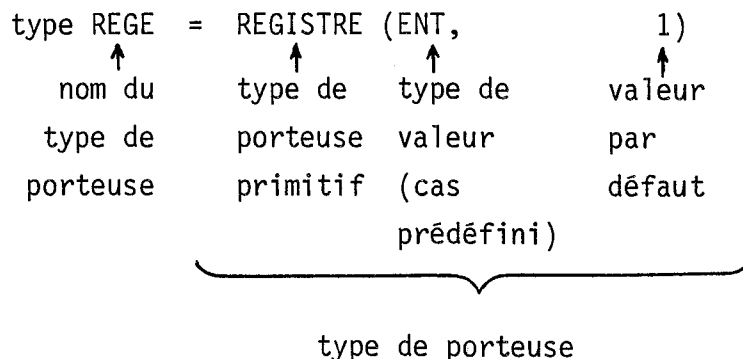 type REGE = REGISTRE (ENT, 1)
nom du type de type de valeur
type de porteuse valeur par
porteuse primitif (cas défaut
prédéfini)
type de porteuse